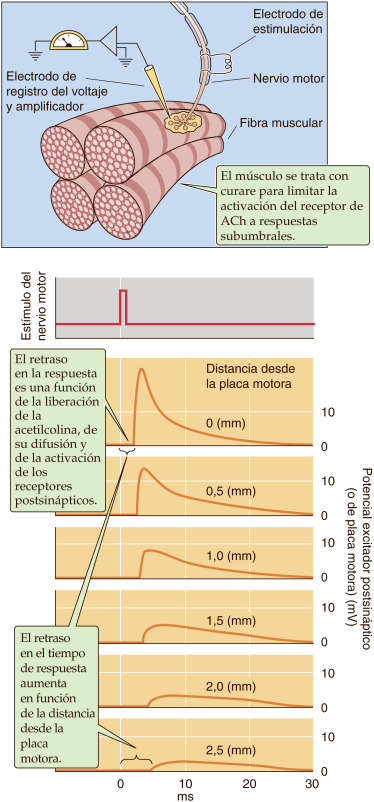 Electrodo de
estimulación
Electrodo de
registro del voltaje
y amplificador
Nervio motor
Fibra muscular
El músculo se trata con
curare para limitar la
activación del receptor de
ACh a respuestas
subumbrales.
Estímulo del
nervio motor
El retraso
en la respuesta
es una función
de la liberación
de la
acetilcolina, de
su difusión y
de la activación
de los
receptores
postsinápticos.
Distancia desde
la placa motora
10
0 (mm)
0
10
0,5 (mm)
0
10
1,0 (mm)
0
10
1,5 (mm)
0
10
2,0 (mm)
0
10
2,5 (mm)
0
Potencial excitador postsináptico
(o de placa motora) (mV)
El retraso
en el tiempo
de respuesta
aumenta
en función
de la distancia
desde la
placa
motora.
0 10 20 30
ms